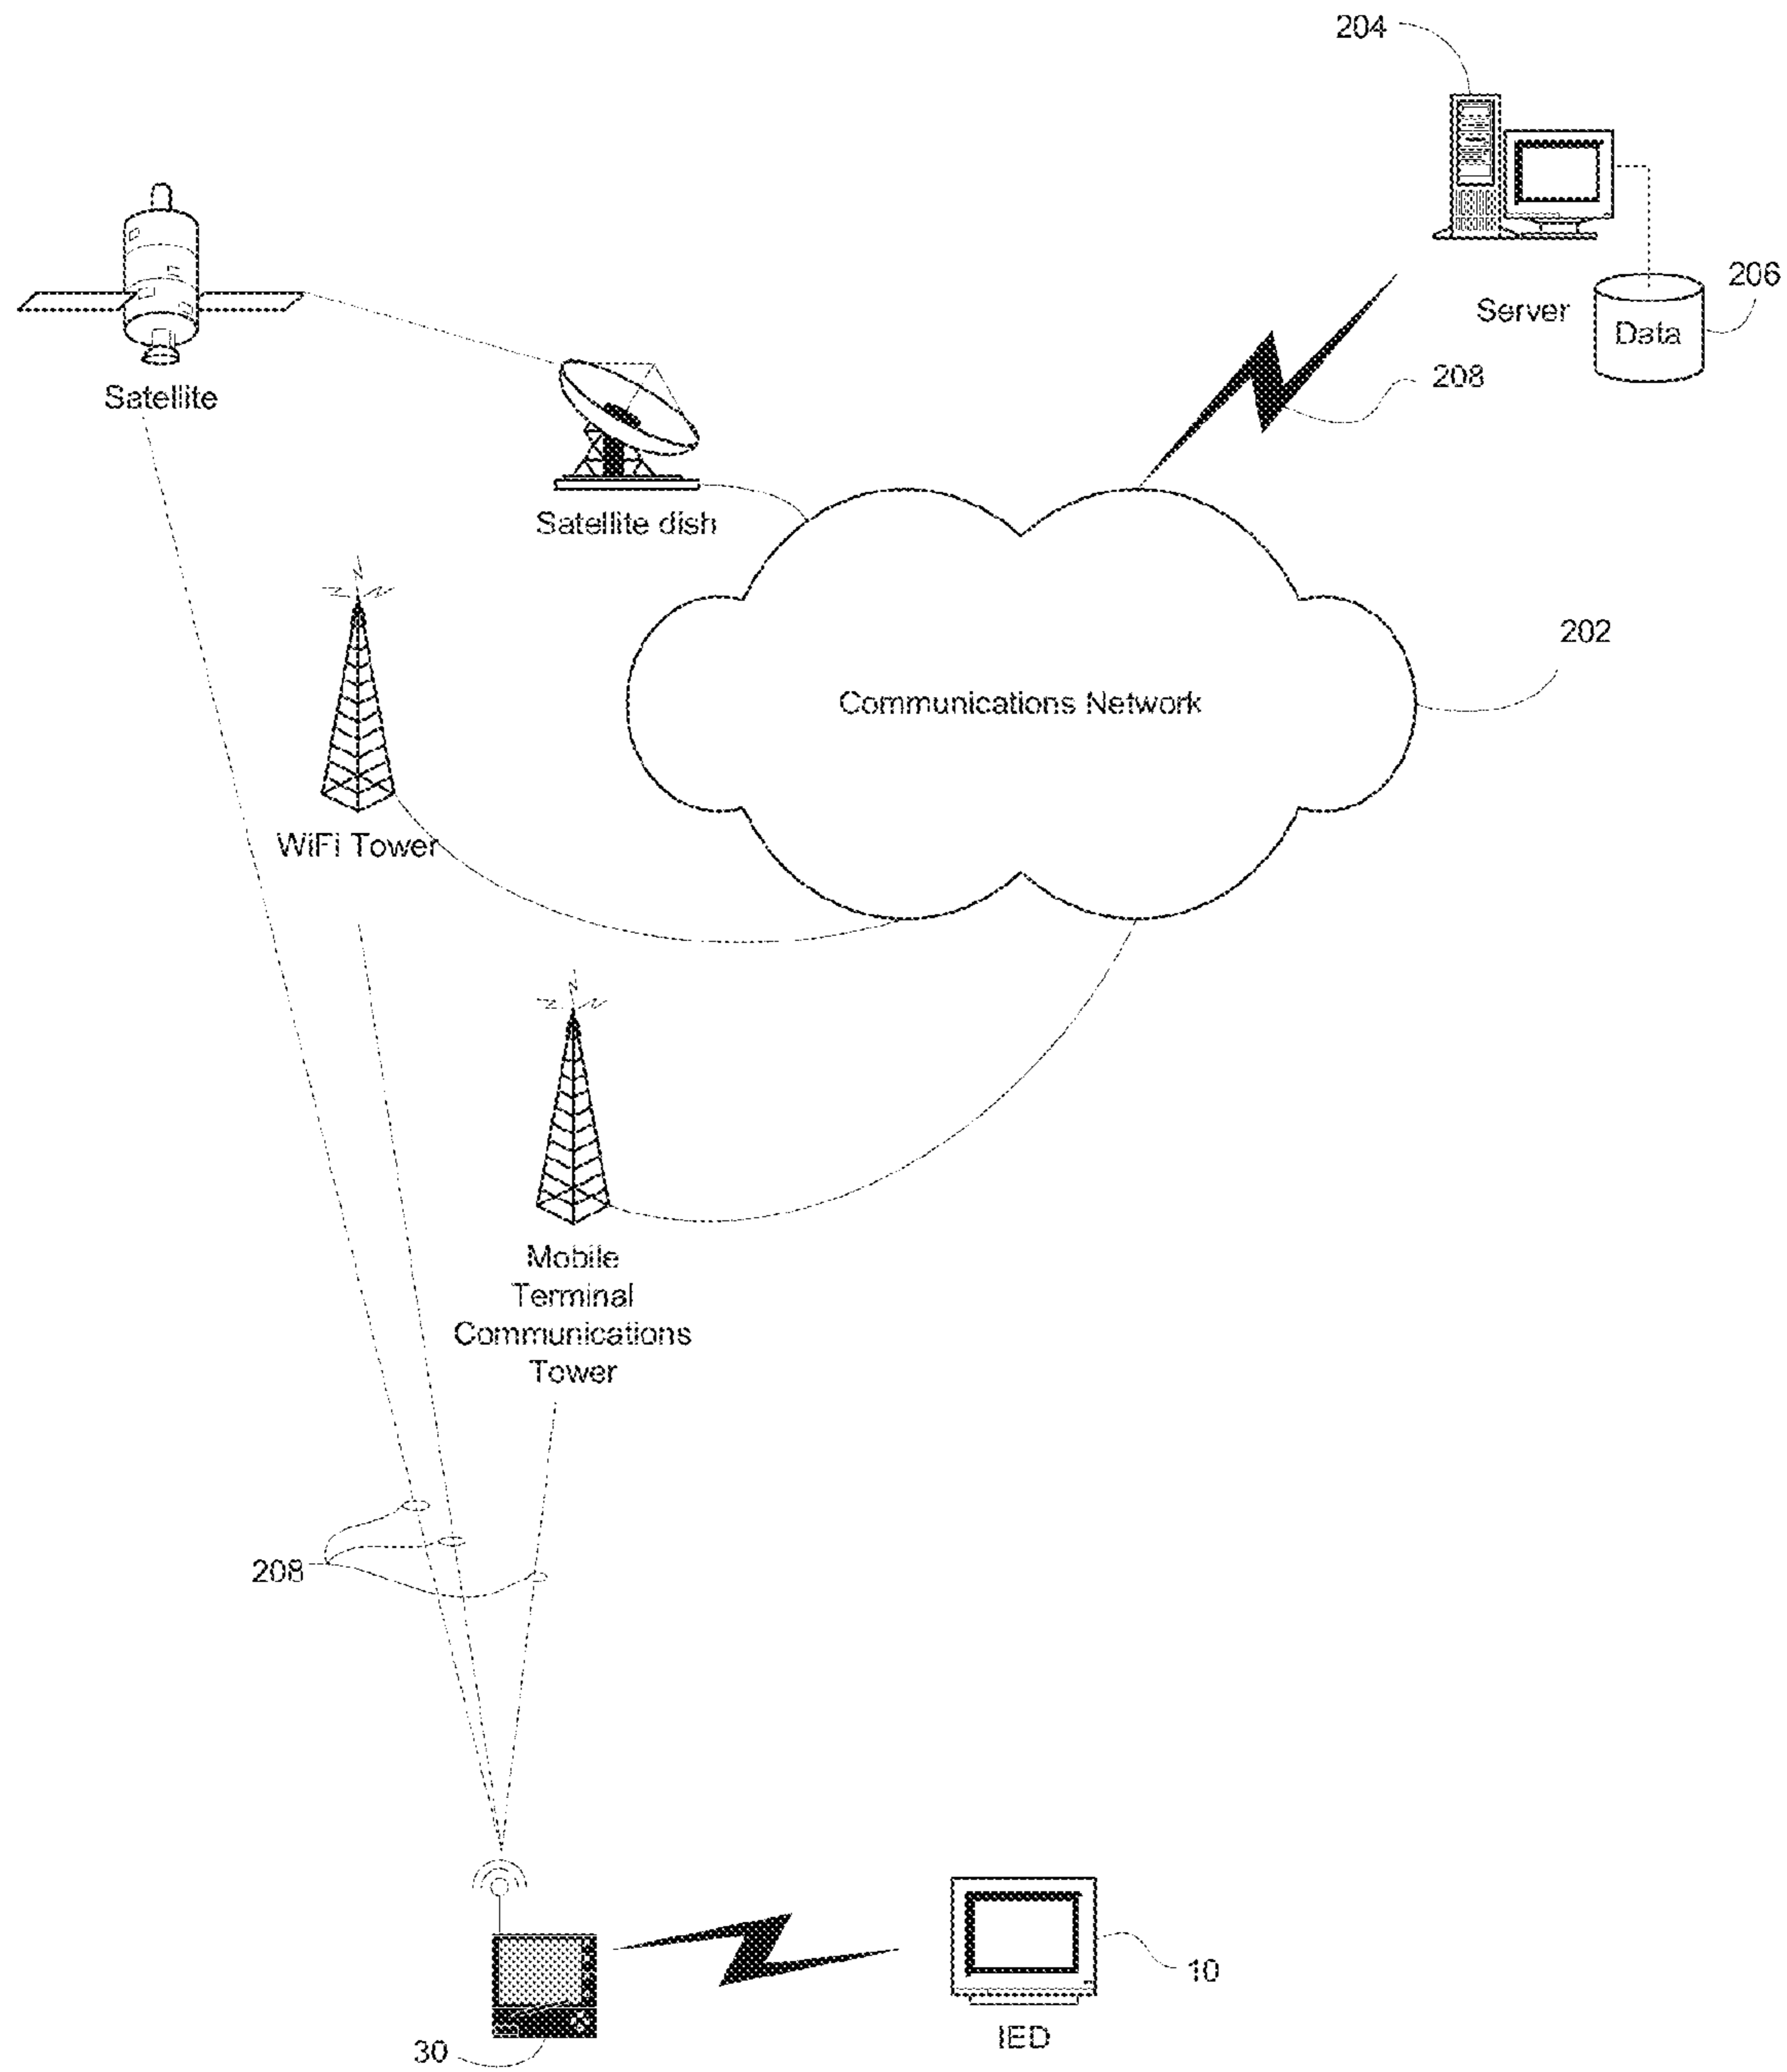 204
206
Server
Data
208
Satellite
Satellite dish
202
Communications Network
WiFi Tower
Mobile
Terminal
Communications
Tower
208
10
IED
30